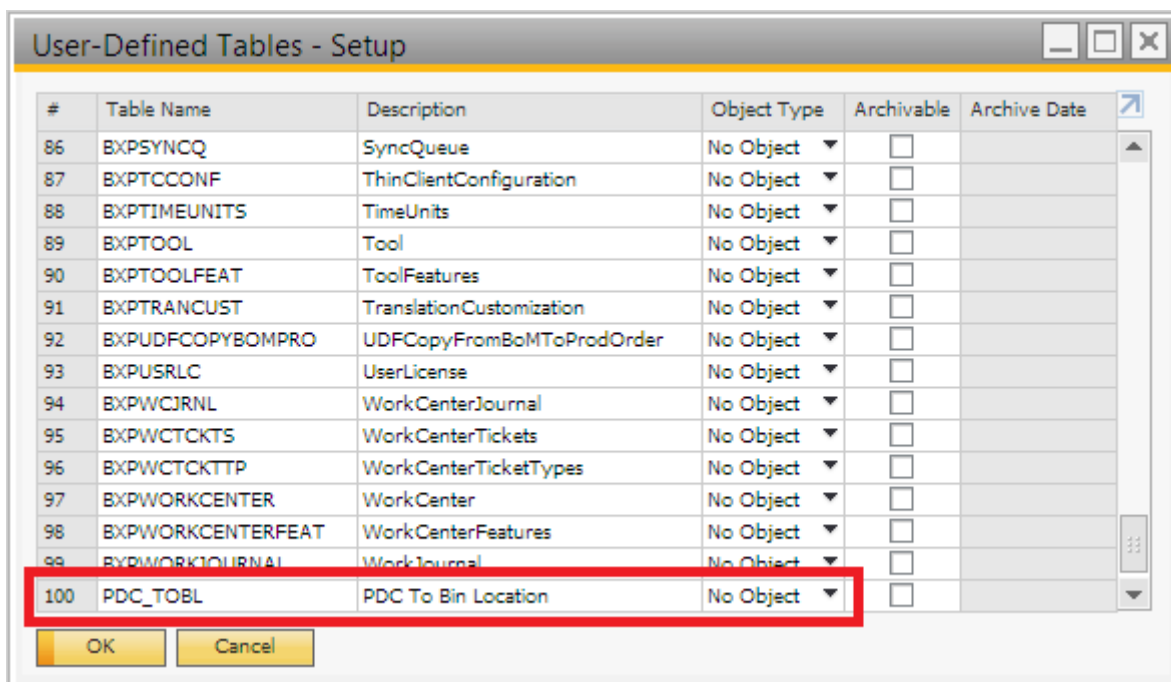 User-Defined Tables - Setup
# Table Name Description Object Type Archivable Archive Date
86 BXPSYNCQ SyncQueue No Object
87 BXPTCCONF ThinClientConfiguration No Object
88 BXPTIMEUNITS TimeUnits No Object
89 BXPTOOL Tool No Object
90 BXPTOOLFEAT ToolFeatures No Object
91 BXPTRANCUST TranslationCustomization No Object
92 BXPUDFCOPYBOMPRO UDFCopyFromBoMToProdOrder No Object
93 BXPUSRLC UserLicense No Object
94 BXPWCJRNL WorkCenterJournal No Object
95 BXPWCTCKTS WorkCenterTickets No Object
96 BXPWCTCKTTP WorkCenterTicketTypes No Object
97 BXPWORKCENTER WorkCenter No Object
98 BXPWORKCENTERFEAT WorkCenterFeatures No Object
99 BXPWORKJOURNAL WorkJournal No Object
100 PDC_TOBL PDC To Bin Location No Object
OK Cancel